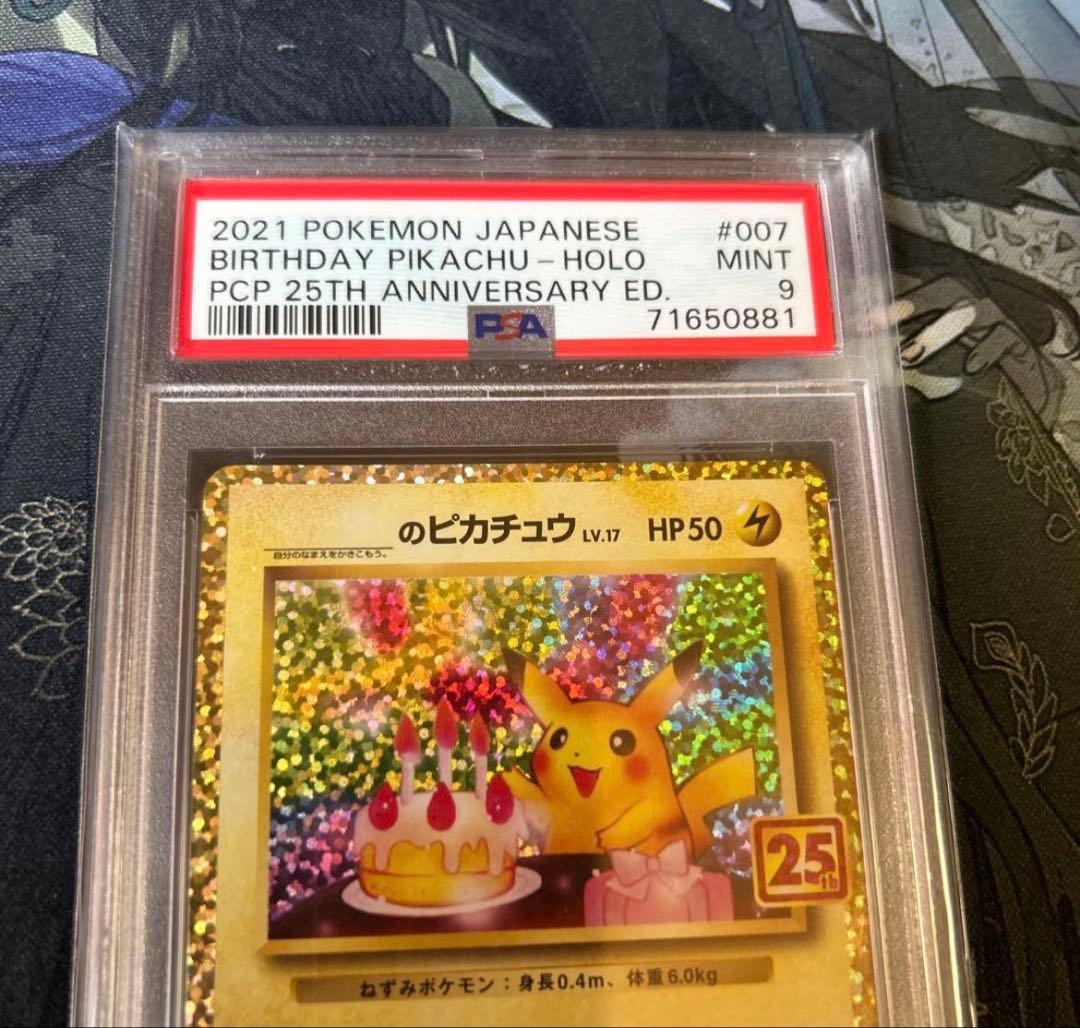 2021 POKEMON JAPANESE #007
BIRTHDAY PIKACHU - HOLO MINT
PCP 25TH ANNIVERSARY ED. 9
PSA 71650881
のピカチュウ LV.17 HP50
自分のなまえをかきこもう。
25th
ねずみポケモン：身長0.4m、体重6.0kg